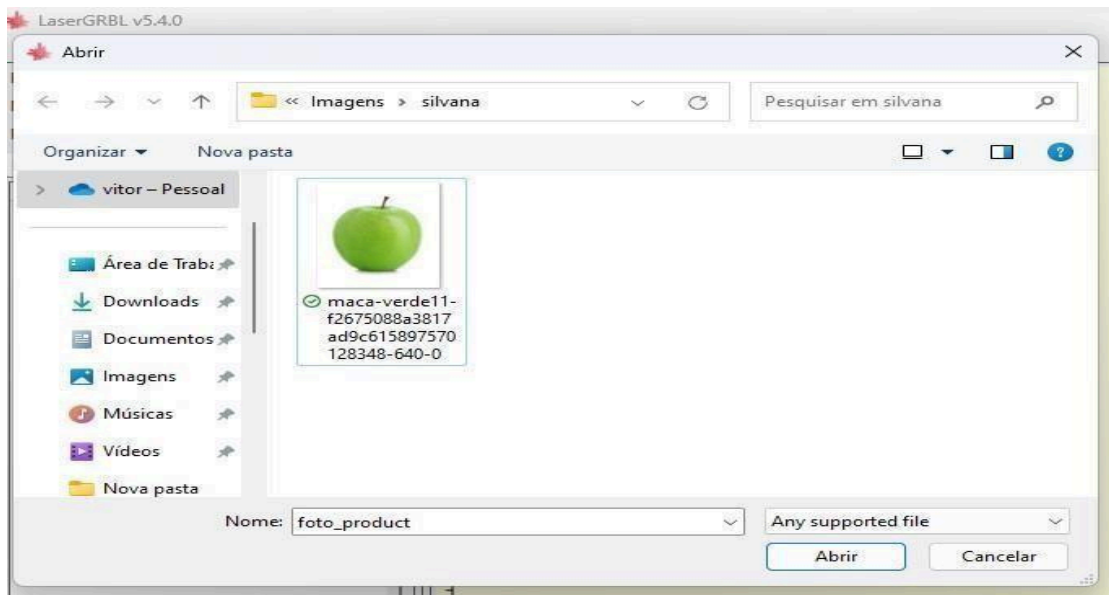 LaserGRBL v5.4.0
Abrir
« Imagens > silvana
Pesquisar em silvana
Organizar
Nova pasta
vitor – Pessoal
Área de Traba
Downloads
Documentos
Imagens
Músicas
Vídeos
Nova pasta
maca-verde11-
f2675088a3817
ad9c615897570
128348-640-0
Nome: foto_product
Any supported file
Abrir
Cancelar